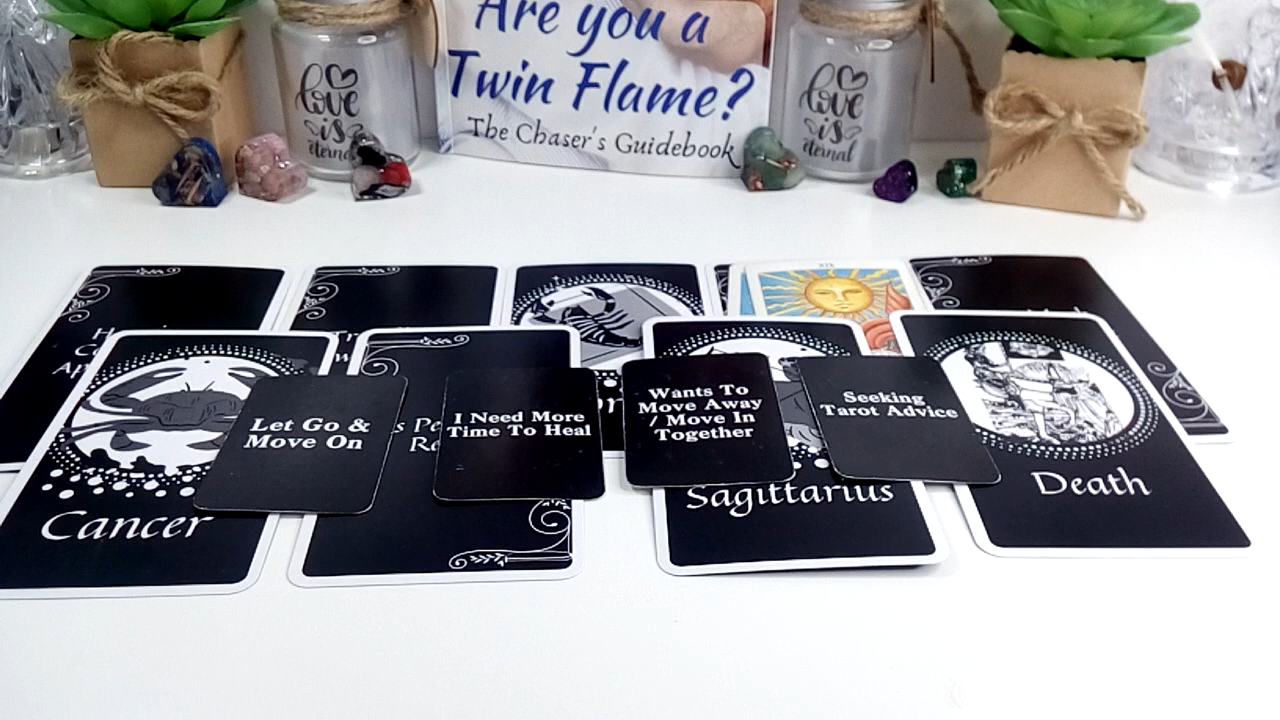 Are you a
Twin Flame?
The Chaser's Guidebook
love
is
eternal
love
is
eternal
XIX
Let Go &
Move On
I Need More
Time To Heal
Wants To
Move Away
/ Move In
Together
Seeking
Tarot Advice
Cancer
Sagittarius
Death